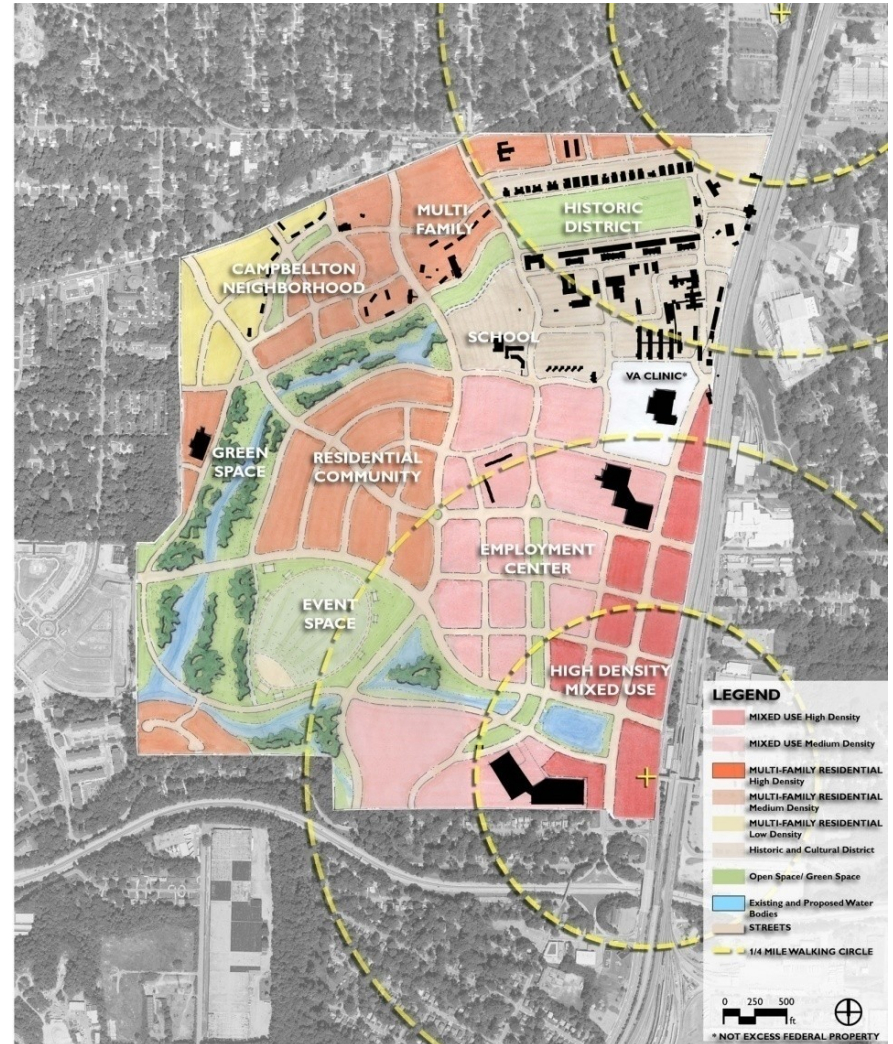 HISTORIC
DISTRICT
MULTI-
FAMILY
CAMPBELLTON
NEIGHBORHOOD
SCHOOL
VA CLINIC*
GREEN
SPACE
RESIDENTIAL
COMMUNITY
EMPLOYMENT
CENTER
EVENT
SPACE
HIGH DENSITY
MIXED USE
LEGEND
MIXED USE High Density
MIXED USE Medium Density
MULTI-FAMILY RESIDENTIAL
High Density
MULTI-FAMILY RESIDENTIAL
Medium Density
MULTI-FAMILY RESIDENTIAL
Low Density
Historic and Cultural District
Open Space/ Green Space
Existing and Proposed Water
Bodies
STREETS
1/4 MILE WALKING CIRCLE
0 250 500
ft
* NOT EXCESS FEDERAL PROPERTY